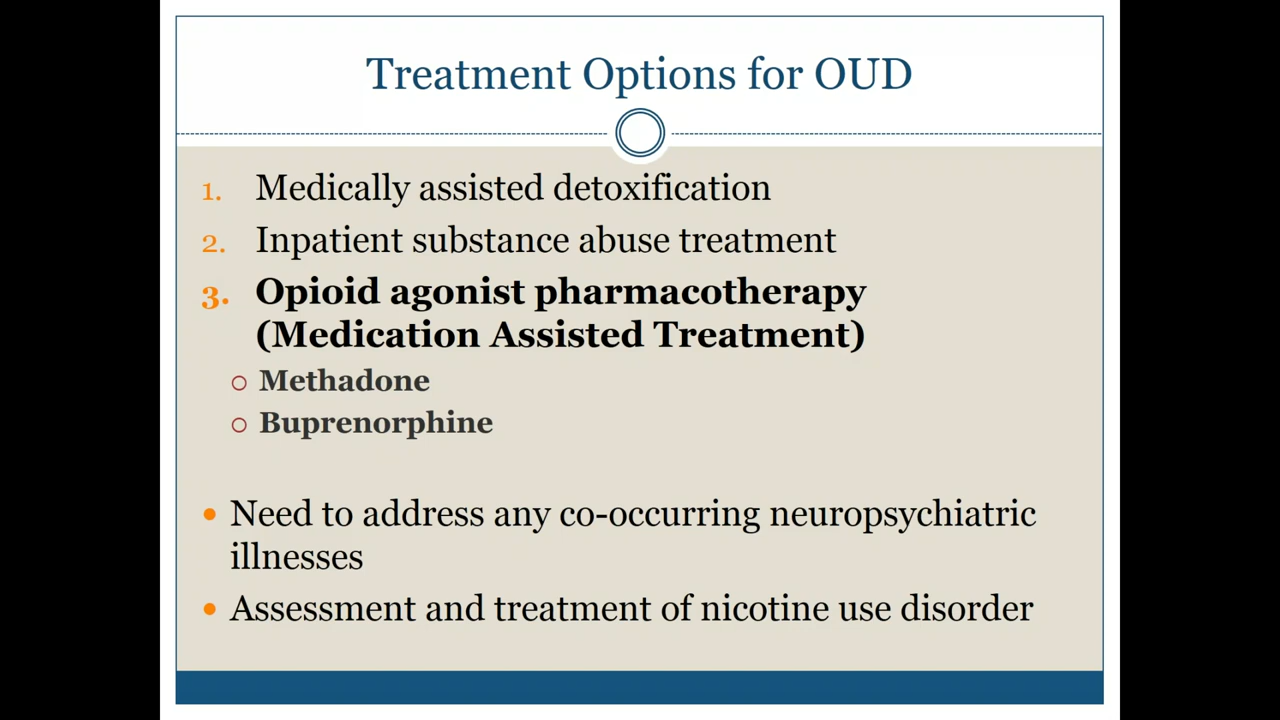 Treatment Options for OUD
1. Medically assisted detoxification
2. Inpatient substance abuse treatment
3. Opioid agonist pharmacotherapy
(Medication Assisted Treatment)
Methadone
Buprenorphine
Need to address any co-occurring neuropsychiatric
illnesses
Assessment and treatment of nicotine use disorder